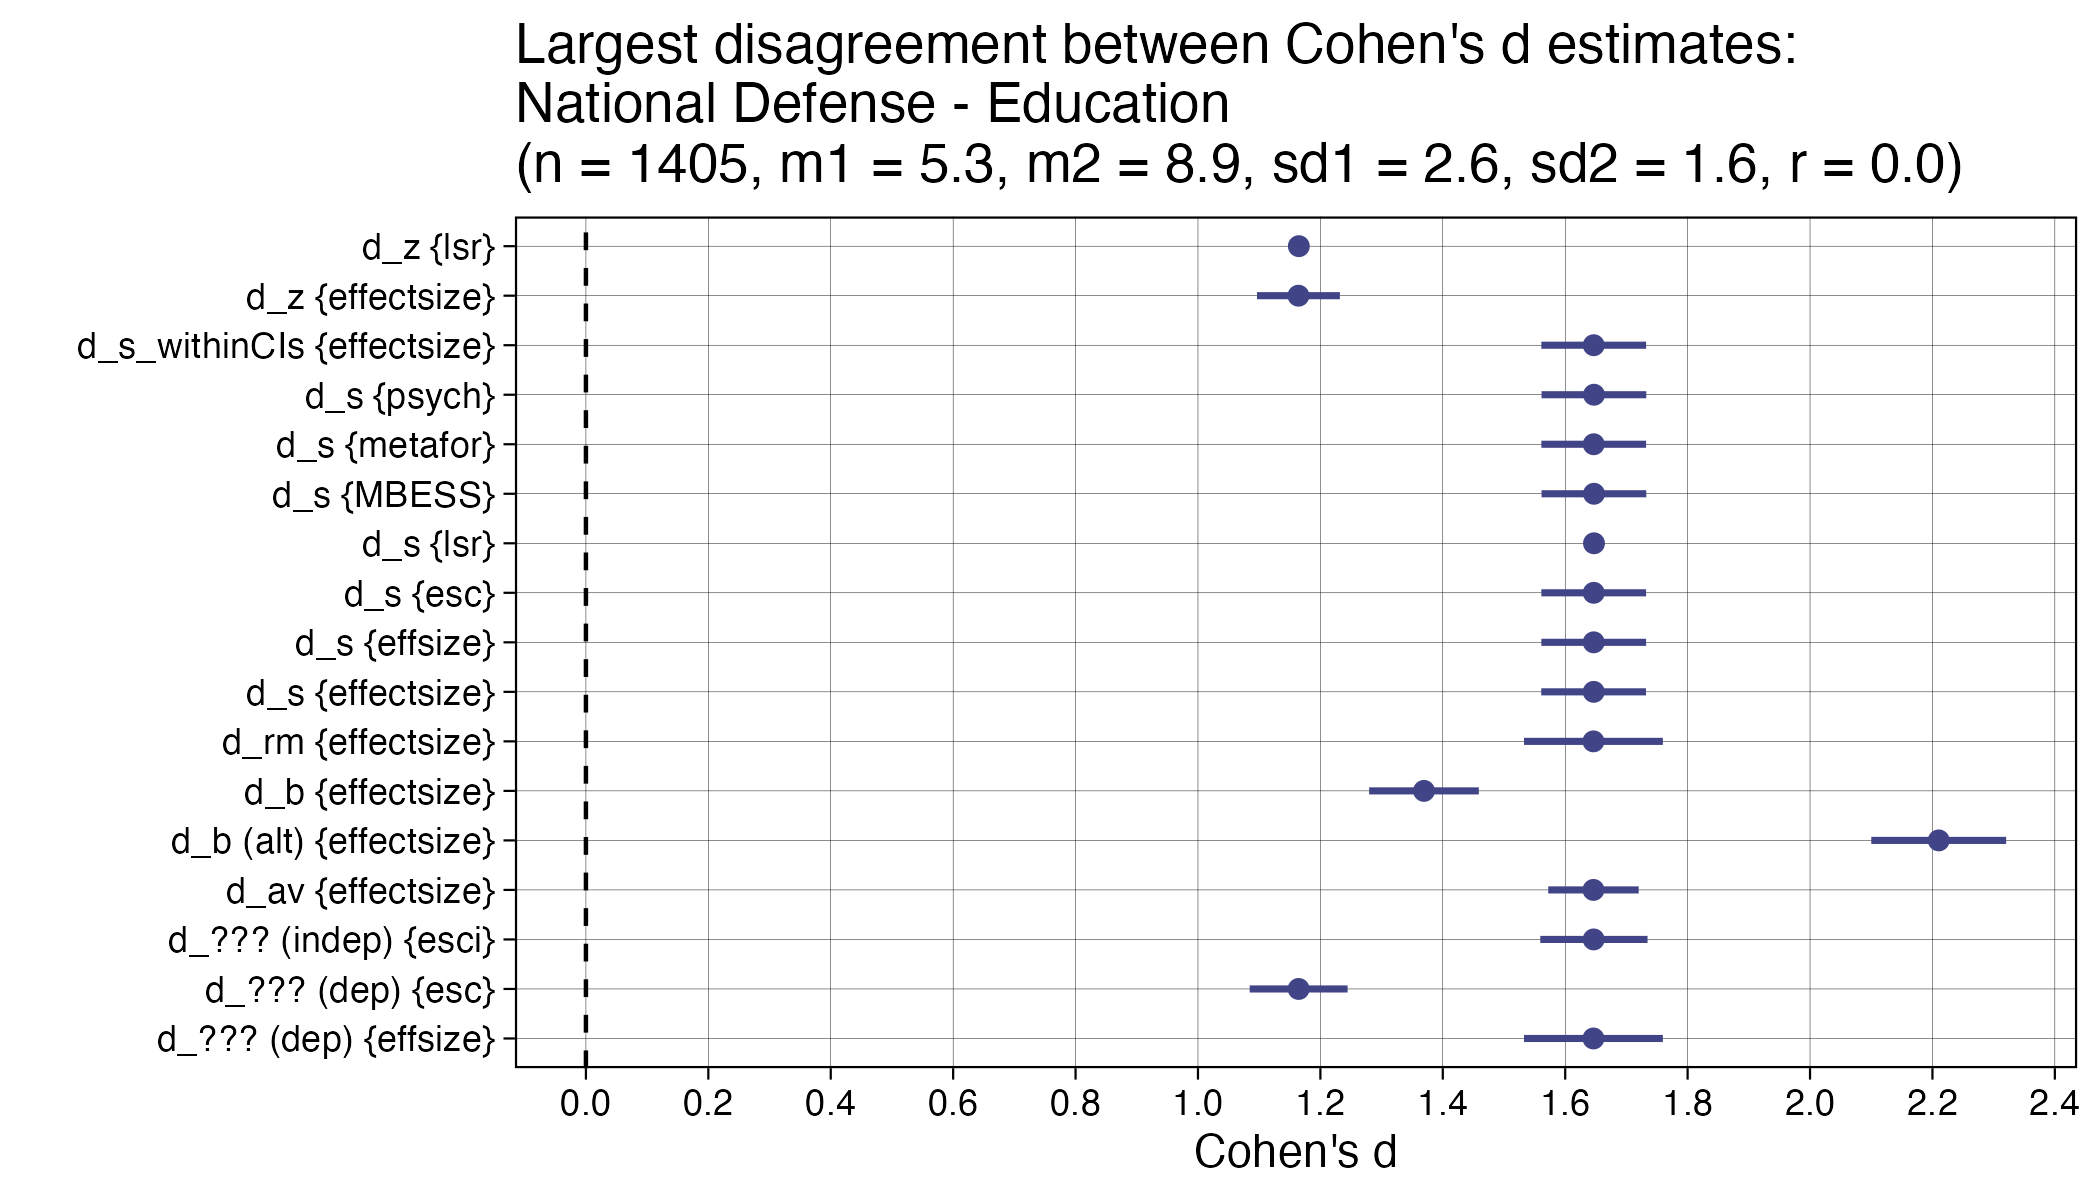 Largest disagreement between Cohen's d estimates:
National Defense - Education
(n = 1405, m1 = 5.3, m2 = 8.9, sd1 = 2.6, sd2 = 1.6, r = 0.0)
d_z {lsr}
d_z {effectsize}
d_s_withinCIs {effectsize}
d_s {psych}
d_s {metafor}
d_s {MBESS}
d_s {lsr}
d_s {esc}
d_s {effsize}
d_s {effectsize}
d_rm {effectsize}
d_b {effectsize}
d_b (alt) {effectsize}
d_av {effectsize}
d_??? (indep) {esci}
d_??? (dep) {esc}
d_??? (dep) {effsize}
0.0 0.2 0.4 0.6 0.8 1.0 1.2 1.4 1.6 1.8 2.0 2.2 2.4
Cohen's d